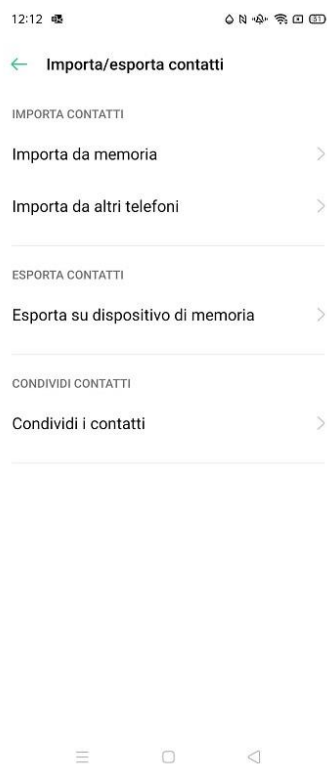 12:12
Importa/esporta contatti
IMPORTA CONTATTI
Importa da memoria
Importa da altri telefoni
ESPORTA CONTATTI
Esporta su dispositivo di memoria
CONDIVIDI CONTATTI
Condividi i contatti